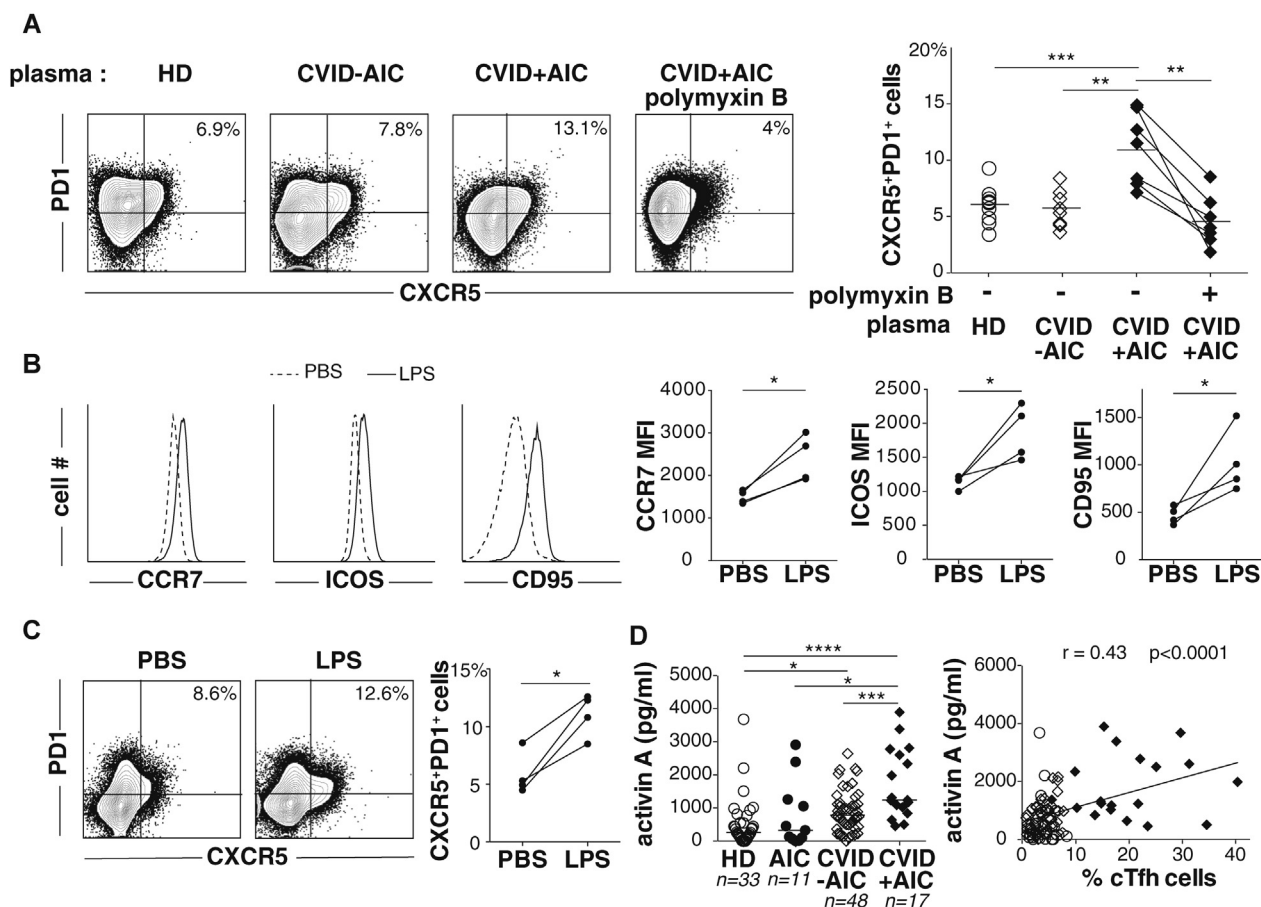 A
plasma : HD CVID-AIC CVID+AIC CVID+AIC
polymyxin B
6.9% 7.8% 13.1% 4%
PD1
CXCR5
20%
15
10
5
0
CXCR5+PD1+ cells
*** ** **
polymyxin B - - - +
plasma HD CVID CVID CVID
-AIC +AIC +AIC
B
PBS LPS
cell #
CCR7 ICOS CD95
4000
3000
2000
1000
0
CCR7 MFI
*
PBS LPS
2500
2000
1500
1000
500
0
ICOS MFI
*
PBS LPS
1500
1000
500
0
CD95 MFI
*
PBS LPS
C
PBS LPS
8.6% 12.6%
PD1
CXCR5
15%
10
5
0
CXCR5+PD1+ cells
*
PBS LPS
D
****
*
*
***
5000
4000
3000
2000
1000
0
activin A (pg/ml)
HD AIC CVID CVID
-AIC +AIC
n=33 n=11
n=48 n=17
r = 0.43 p<0.0001
6000
4000
2000
0
activin A (pg/ml)
0 10 20 30 40
% cTfh cells